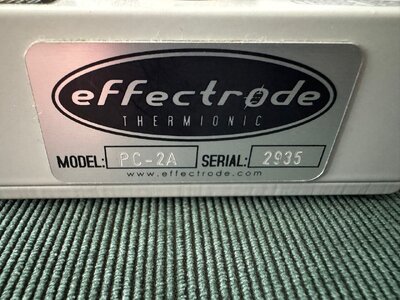 effectrode
THERMIONIC
MODEL: PC-2A SERIAL: 2935
www.effectrode.com